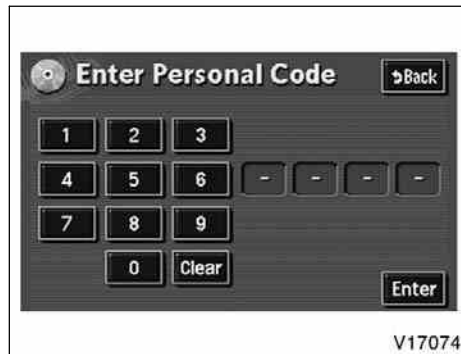 Enter Personal Code
Back
1 2 3
4 5 6 - - - -
7 8 9
0 Clear
Enter
V17074